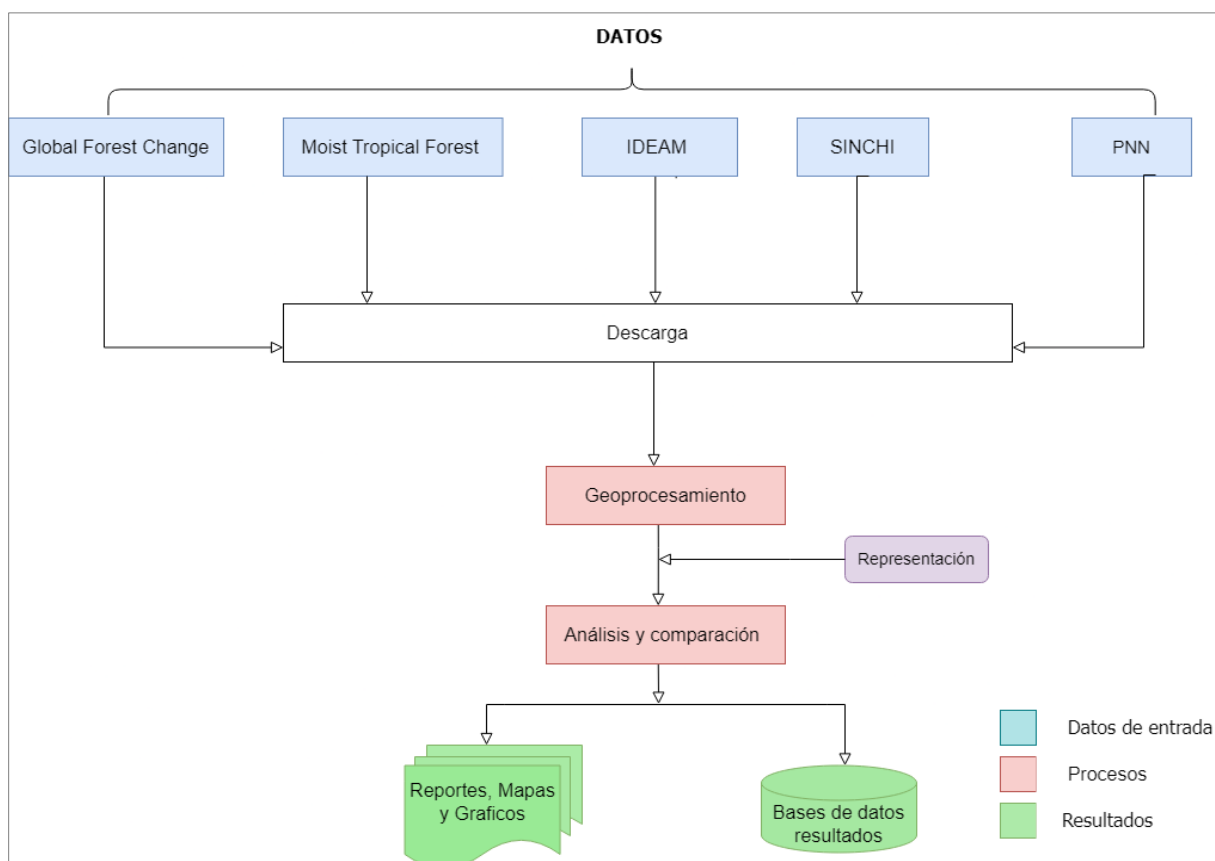 DATOS
Global Forest Change
Moist Tropical Forest
IDEAM
SINCHI
PNN
Descarga
Geoprocesamiento
Representación
Análisis y comparación
Reportes, Mapas
y Graficos
Bases de datos
resultados
Datos de entrada
Procesos
Resultados